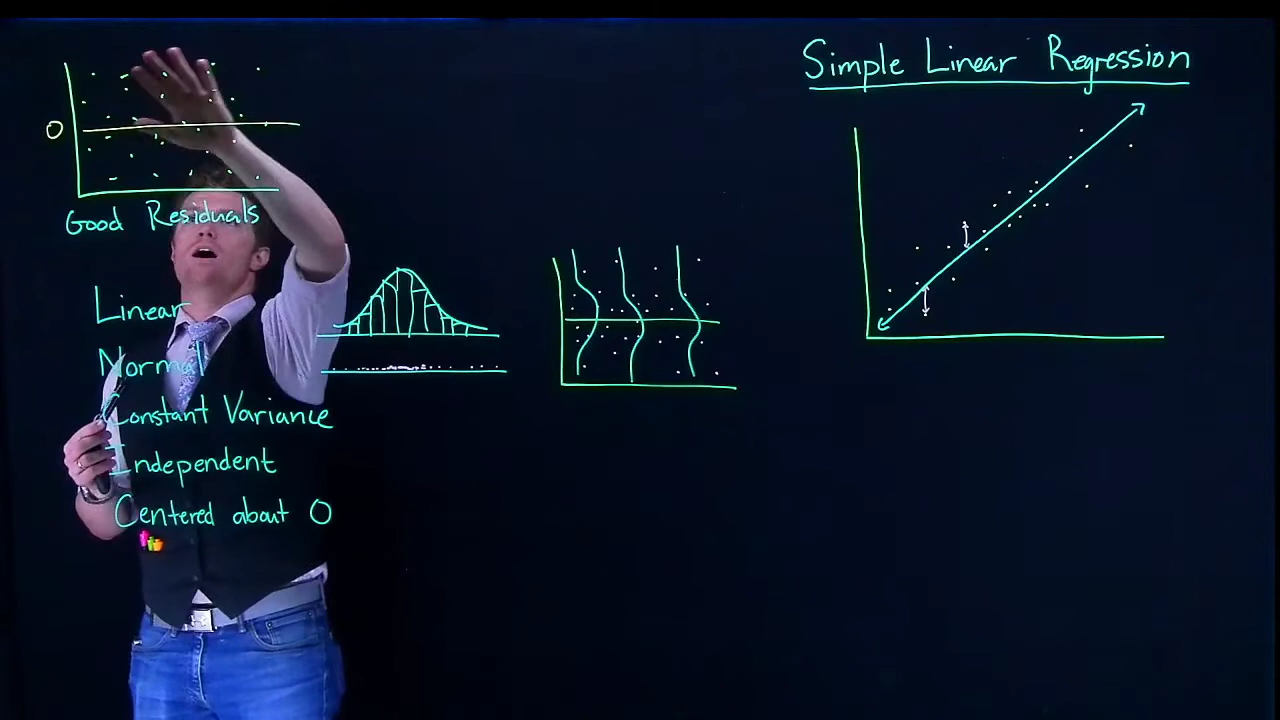 Simple Linear Regression
0
Good Residuals
Linear
Normal
Constant Variance
Independent
Centered about 0